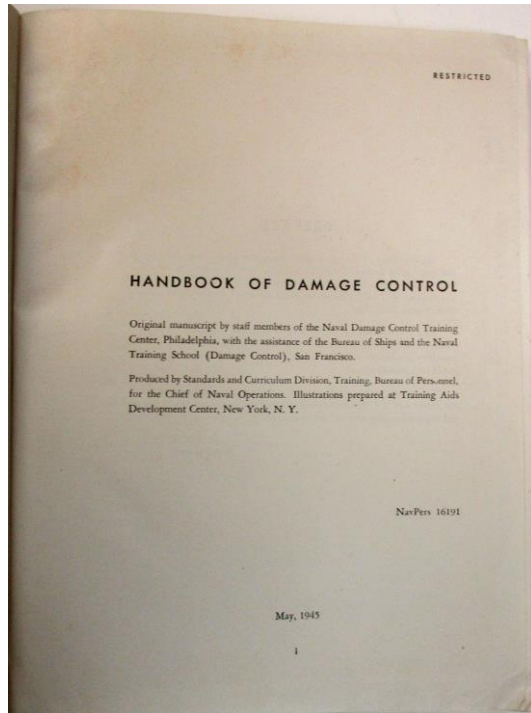 RESTRICTED
HANDBOOK OF DAMAGE CONTROL
Original manuscript by staff members of the Naval Damage Control Training
Center, Philadelphia, with the assistance of the Bureau of Ships and the Naval
Training School (Damage Control), San Francisco.
Produced by Standards and Curriculum Division, Training, Bureau of Personnel,
for the Chief of Naval Operations. Illustrations prepared at Training Aids
Development Center, New York, N. Y.
NavPers 16191
May, 1945
1